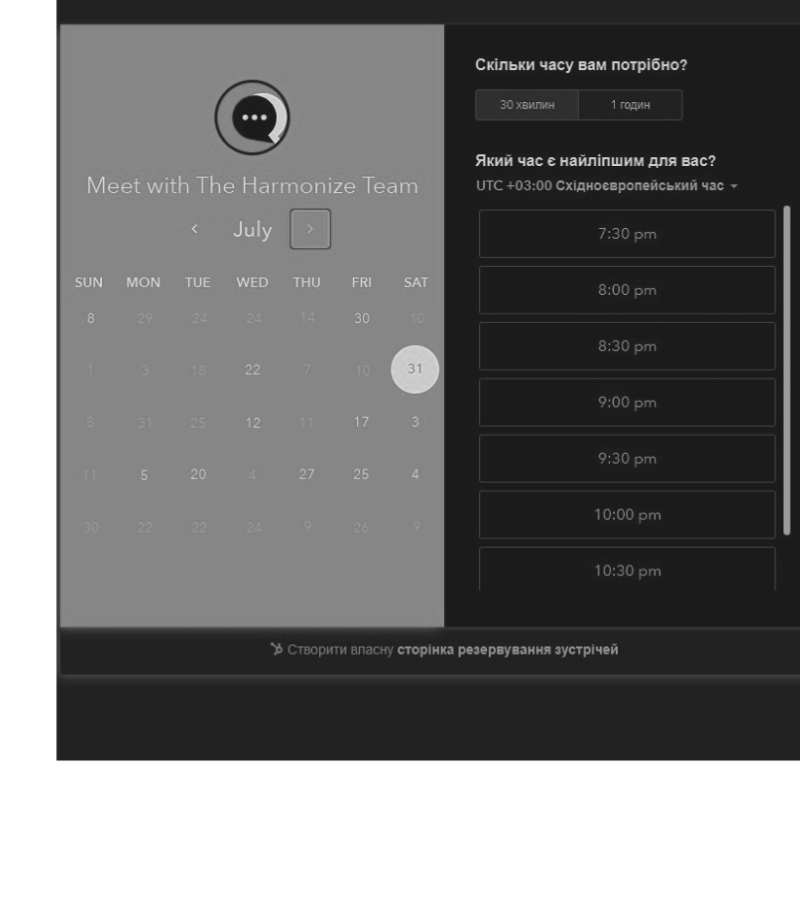 Meet with The Harmonize Team
July
SUN MON TUE WED THU FRI SAT
8 29 24 24 14 30 10
1 3 18 22 7 10 31
8 31 25 12 11 17 3
11 5 20 4 27 25 4
30 22 22 24 9 26 9
Скільки часу вам потрібно?
30 хвилин 1 годин
Який час є найліпшим для вас?
UTC +03:00 Східноєвропейський час
7:30 pm
8:00 pm
8:30 pm
9:00 pm
9:30 pm
10:00 pm
10:30 pm
Створити власну сторінка резервування зустрічей